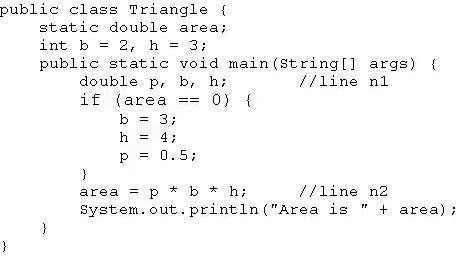 public class Triangle {
    static double area;
    int b = 2, h = 3;
    public static void main(String[] args) {
        double p, b, h;        //line n1
        if (area == 0) {
            b = 3;
            h = 4;
            p = 0.5;
        }
        area = p * b * h;      //line n2
        System.out.println("Area is " + area);
    }
}